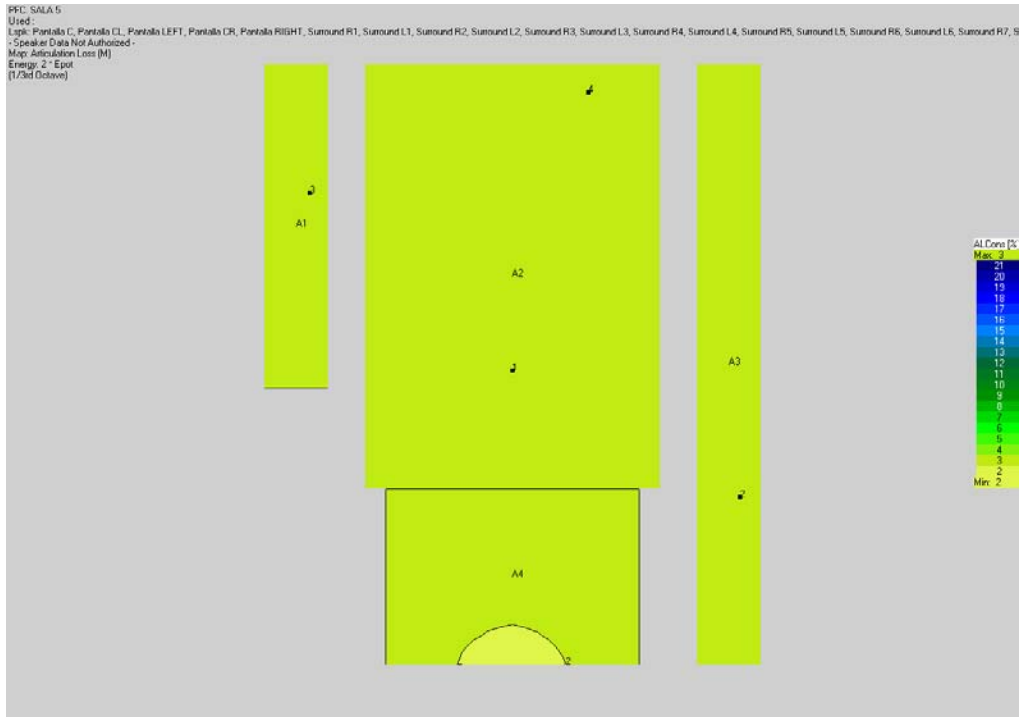 PFC. SALA 5
Used :
Lspk: Pantalla C, Pantalla CL, Pantalla LEFT, Pantalla CR, Pantalla RIGHT, Surround R1, Surround L1, Surround R2, Surround L2, Surround R3, Surround L3, Surround R4, Surround L4, Surround R5, Surround L5, Surround R6, Surround L6, Surround R7, S
- Speaker Data Not Authorized -
Map: Articulation Loss (M)
Energy: 2 * Epot
(1/3rd Octave)
4
3
A1
A2
ALCons [%
Max: 3
21
20
19
18
17
16
15
14
13
12
11
10
9
8
7
6
5
4
3
2
Min: 2
A3
1
2
A4
2